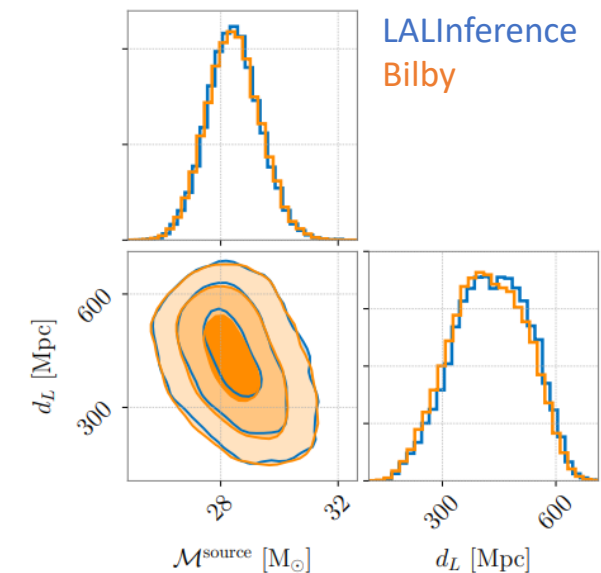 LALInference
Bilby
600
300
d_L [Mpc]
28
32
300
600
ℳ^source [M_⊙]
d_L [Mpc]